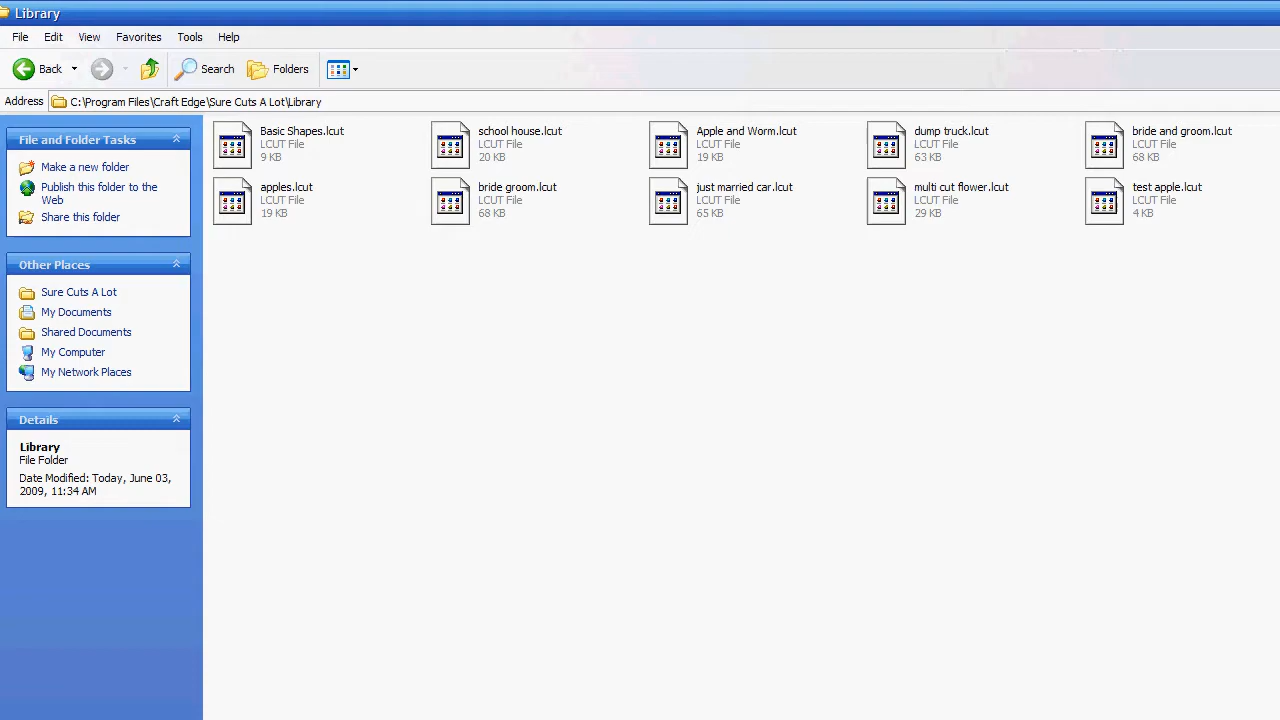 Library
File Edit View Favorites Tools Help
Back Search Folders
Address C:\Program Files\Craft Edge\Sure Cuts A Lot\Library
File and Folder Tasks
Make a new folder
Publish this folder to the
Web
Share this folder
Other Places
Sure Cuts A Lot
My Documents
Shared Documents
My Computer
My Network Places
Details
Library
File Folder
Date Modified: Today, June 03,
2009, 11:34 AM
Basic Shapes.lcut
LCUT File
9 KB
school house.lcut
LCUT File
20 KB
Apple and Worm.lcut
LCUT File
19 KB
dump truck.lcut
LCUT File
63 KB
bride and groom.lcut
LCUT File
68 KB
apples.lcut
LCUT File
19 KB
bride groom.lcut
LCUT File
68 KB
just married car.lcut
LCUT File
65 KB
multi cut flower.lcut
LCUT File
29 KB
test apple.lcut
LCUT File
4 KB